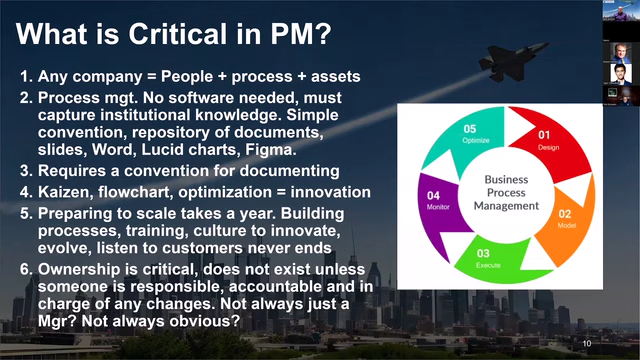 What is Critical in PM?
1. Any company = People + process + assets
2. Process mgt. No software needed, must
capture institutional knowledge. Simple
convention, repository of documents,
slides, Word, Lucid charts, Figma.
3. Requires a convention for documenting
4. Kaizen, flowchart, optimization = innovation
5. Preparing to scale takes a year. Building
processes, training, culture to innovate,
evolve, listen to customers never ends
6. Ownership is critical, does not exist unless
someone is responsible, accountable and in
charge of any changes. Not always just a
Mgr? Not always obvious?
05
Optimize
01
Design
Business
Process
Management
04
Monitor
02
Model
03
Execute
10